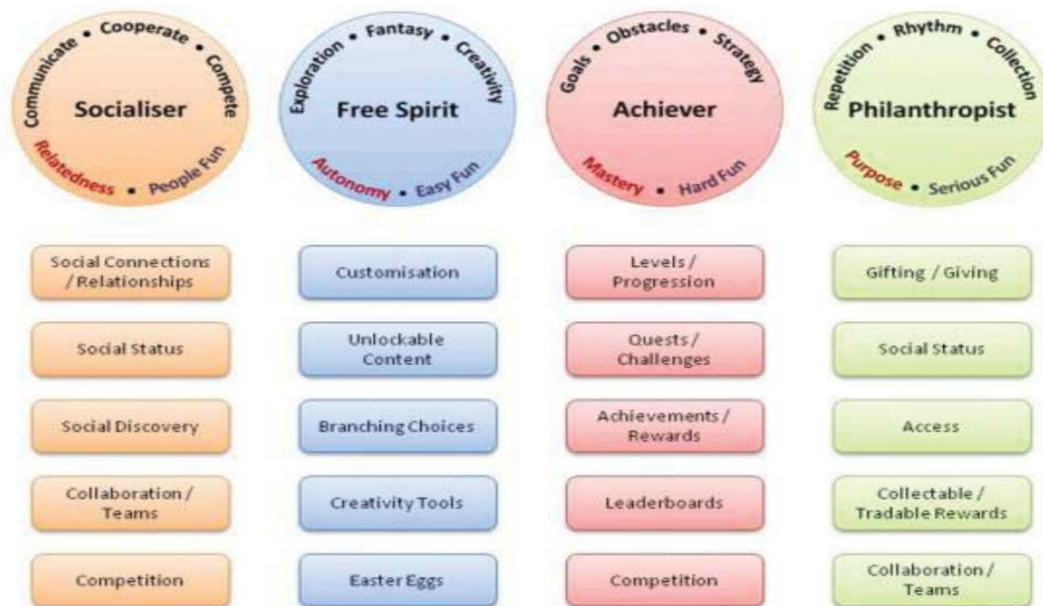 Communicate • Cooperate • Compete
Socialiser
Relatedness • People Fun
Exploration • Fantasy • Creativity
Free Spirit
Autonomy • Easy Fun
Goals • Obstacles • Strategy
Achiever
Mastery • Hard Fun
Repetition • Rhythm • Collection
Philanthropist
Purpose • Serious Fun
Social Connections
/ Relationships
Social Status
Social Discovery
Collaboration /
Teams
Competition
Customisation
Unlockable
Content
Branching Choices
Creativity Tools
Easter Eggs
Levels /
Progression
Quests /
Challenges
Achievements /
Rewards
Leaderboards
Competition
Gifting / Giving
Social Status
Access
Collectable /
Tradable Rewards
Collaboration /
Teams